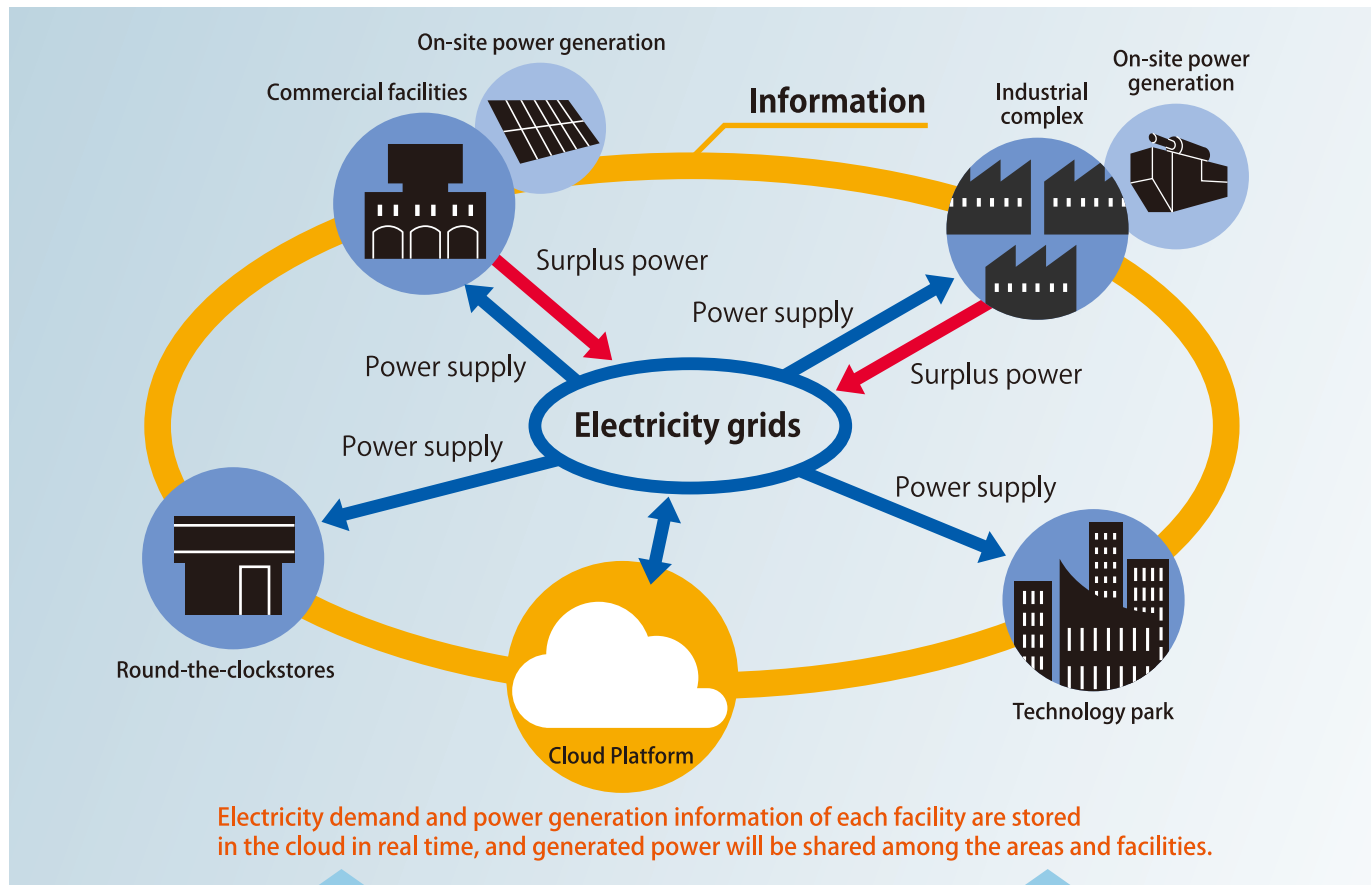 On-site power generation
Commercial facilities
Information
Industrial
complex
On-site power
generation
Surplus power
Power supply
Power supply
Surplus power
Electricity grids
Power supply
Power supply
Round-the-clockstores
Technology park
Cloud Platform
Electricity demand and power generation information of each facility are stored
in the cloud in real time, and generated power will be shared among the areas and facilities.